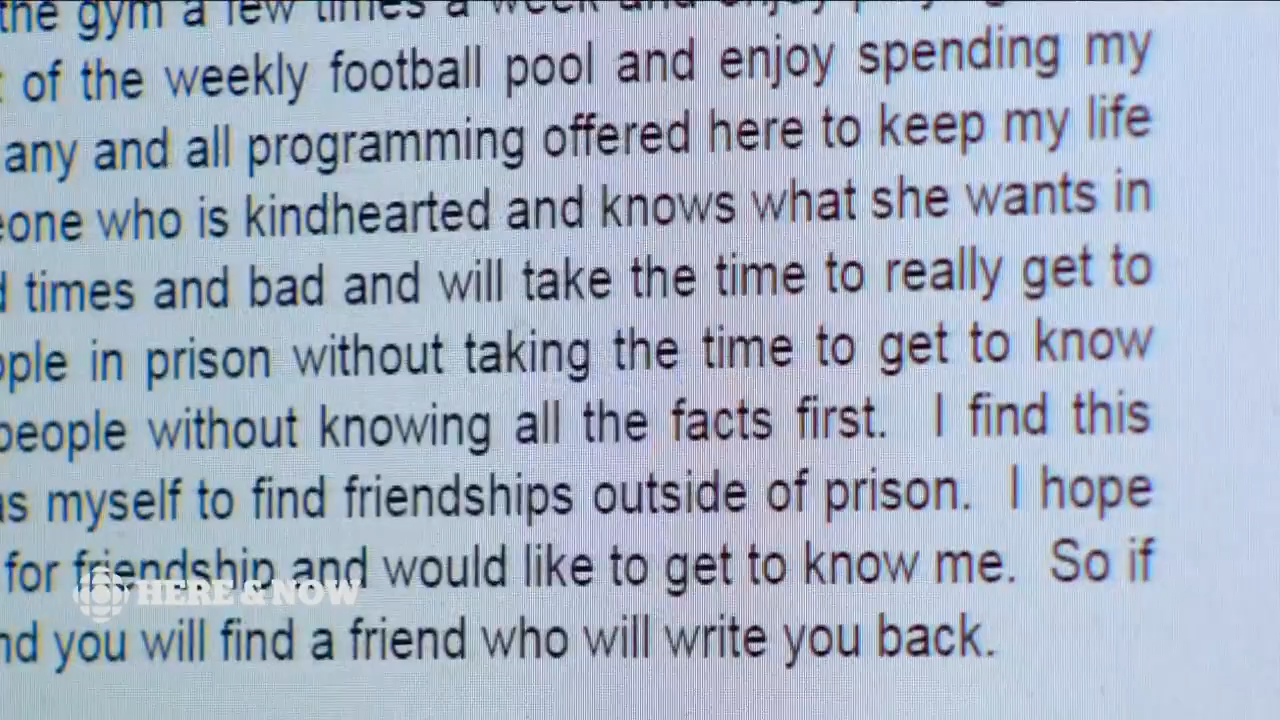 the gym a few times a week and enjoy
of the weekly football pool and enjoy spending my
any and all programming offered here to keep my life
eone who is kindhearted and knows what she wants in
d times and bad and will take the time to really get to
ople in prison without taking the time to get to know
people without knowing all the facts first. I find this
as myself to find friendships outside of prison. I hope
for friendship and would like to get to know me. So if
nd you will find a friend who will write you back.
HERE & NOW